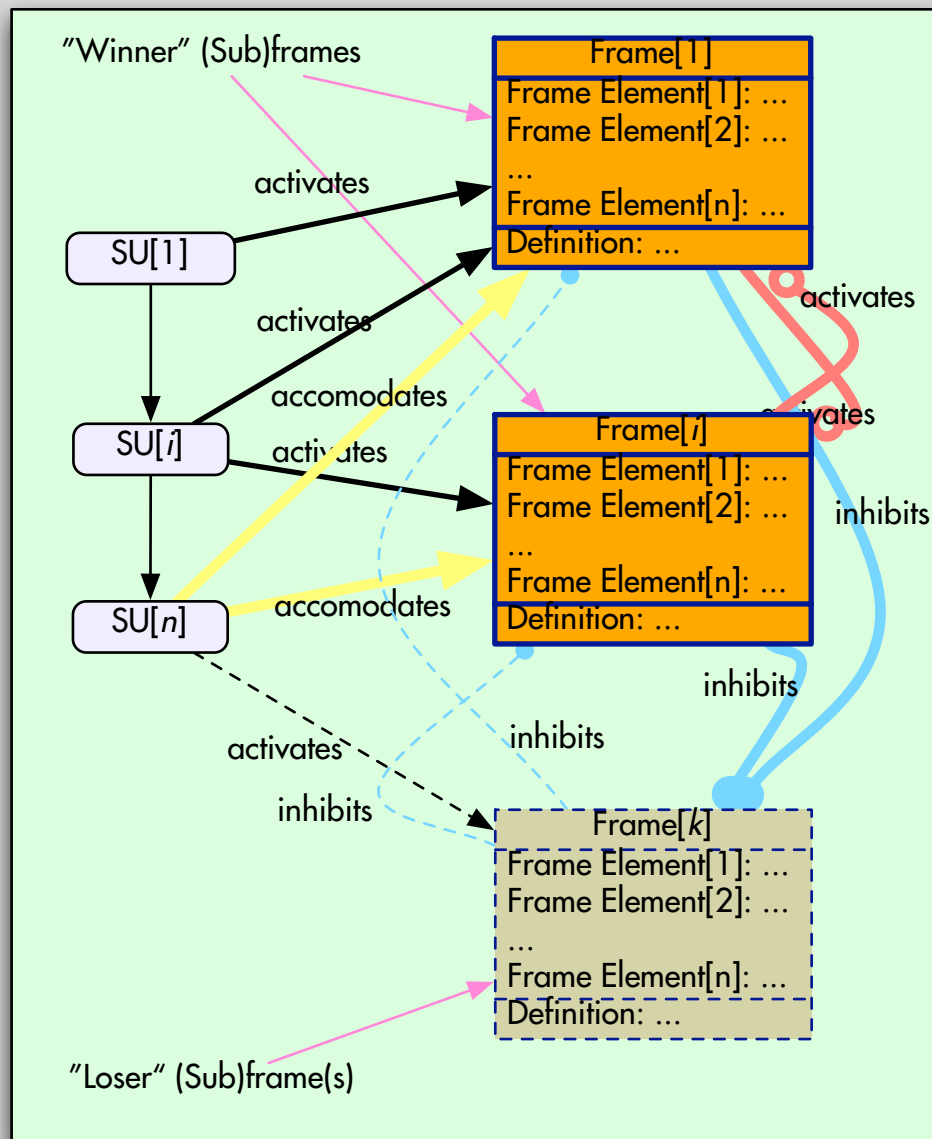 ”Winner” (Sub)frames
Frame[1]
Frame Element[1]: ...
Frame Element[2]: ...
...
Frame Element[n]: ...
Definition: ...
activates
SU[1]
activates
activates
accomodates
activates
SU[i]
activates
Frame[i]
Frame Element[1]: ...
Frame Element[2]: ...
...
Frame Element[n]: ...
Definition: ...
inhibits
accomodates
SU[n]
inhibits
activates
inhibits
inhibits
Frame[k]
Frame Element[1]: ...
Frame Element[2]: ...
...
Frame Element[n]: ...
Definition: ...
”Loser“ (Sub)frame(s)